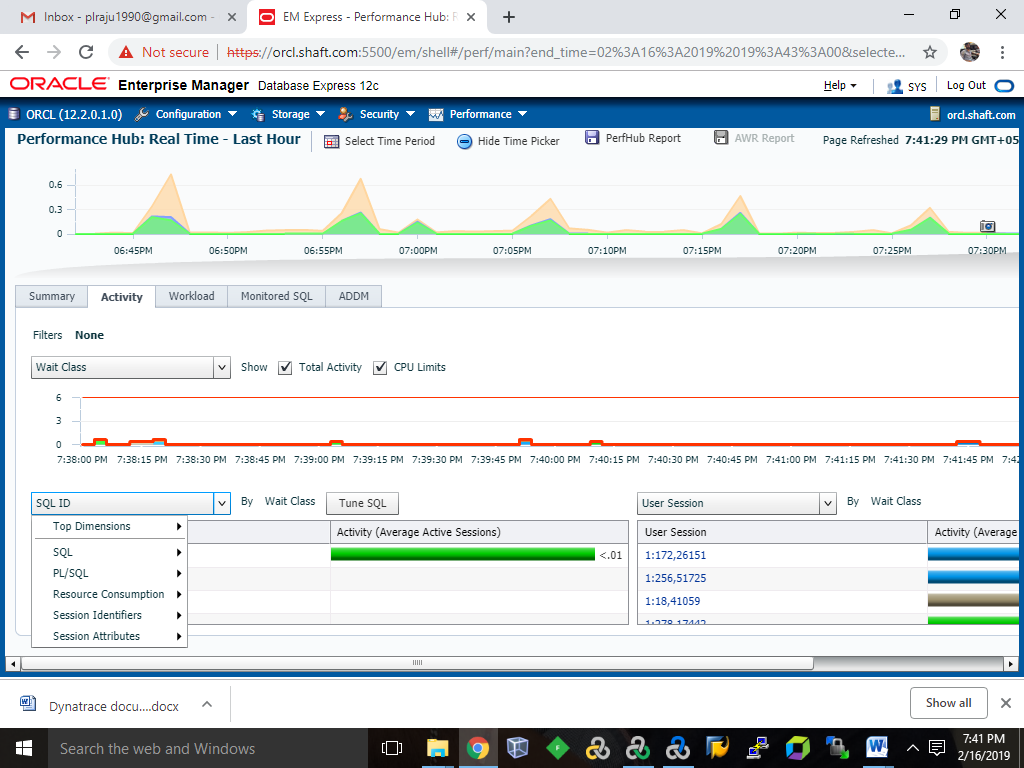 Inbox - plraju1990@gmail.com -
EM Express - Performance Hub: R
Not secure https://orcl.shaft.com:5500/em/shell#/perf/main?end_time=02%3A16%3A2019%2019%3A43%3A00&selecte...
ORACLE Enterprise Manager Database Express 12c
Help SYS Log Out
ORCL (12.2.0.1.0) Configuration Storage Security Performance orcl.shaft.com
Performance Hub: Real Time - Last Hour Select Time Period Hide Time Picker PerfHub Report AWR Report Page Refreshed 7:41:29 PM GMT+05
0.6
0.3
0
06:45PM 06:50PM 06:55PM 07:00PM 07:05PM 07:10PM 07:15PM 07:20PM 07:25PM 07:30PM
Summary Activity Workload Monitored SQL ADDM
Filters None
Wait Class Show Total Activity CPU Limits
6
3
0
7:38:00 PM 7:38:15 PM 7:38:30 PM 7:38:45 PM 7:39:00 PM 7:39:15 PM 7:39:30 PM 7:39:45 PM 7:40:00 PM 7:40:15 PM 7:40:30 PM 7:40:45 PM 7:41:00 PM 7:41:15 PM 7:41:30 PM 7:41:45 PM 7:42
SQL ID By Wait Class Tune SQL User Session By Wait Class
Top Dimensions
SQL
PL/SQL
Resource Consumption
Session Identifiers
Session Attributes
Activity (Average Active Sessions)
<.01
User Session Activity (Average
1:172,26151
1:256,51725
1:18,41059
1:278,17442
Dynatrace docu....docx Show all
Search the web and Windows
7:41 PM
2/16/2019